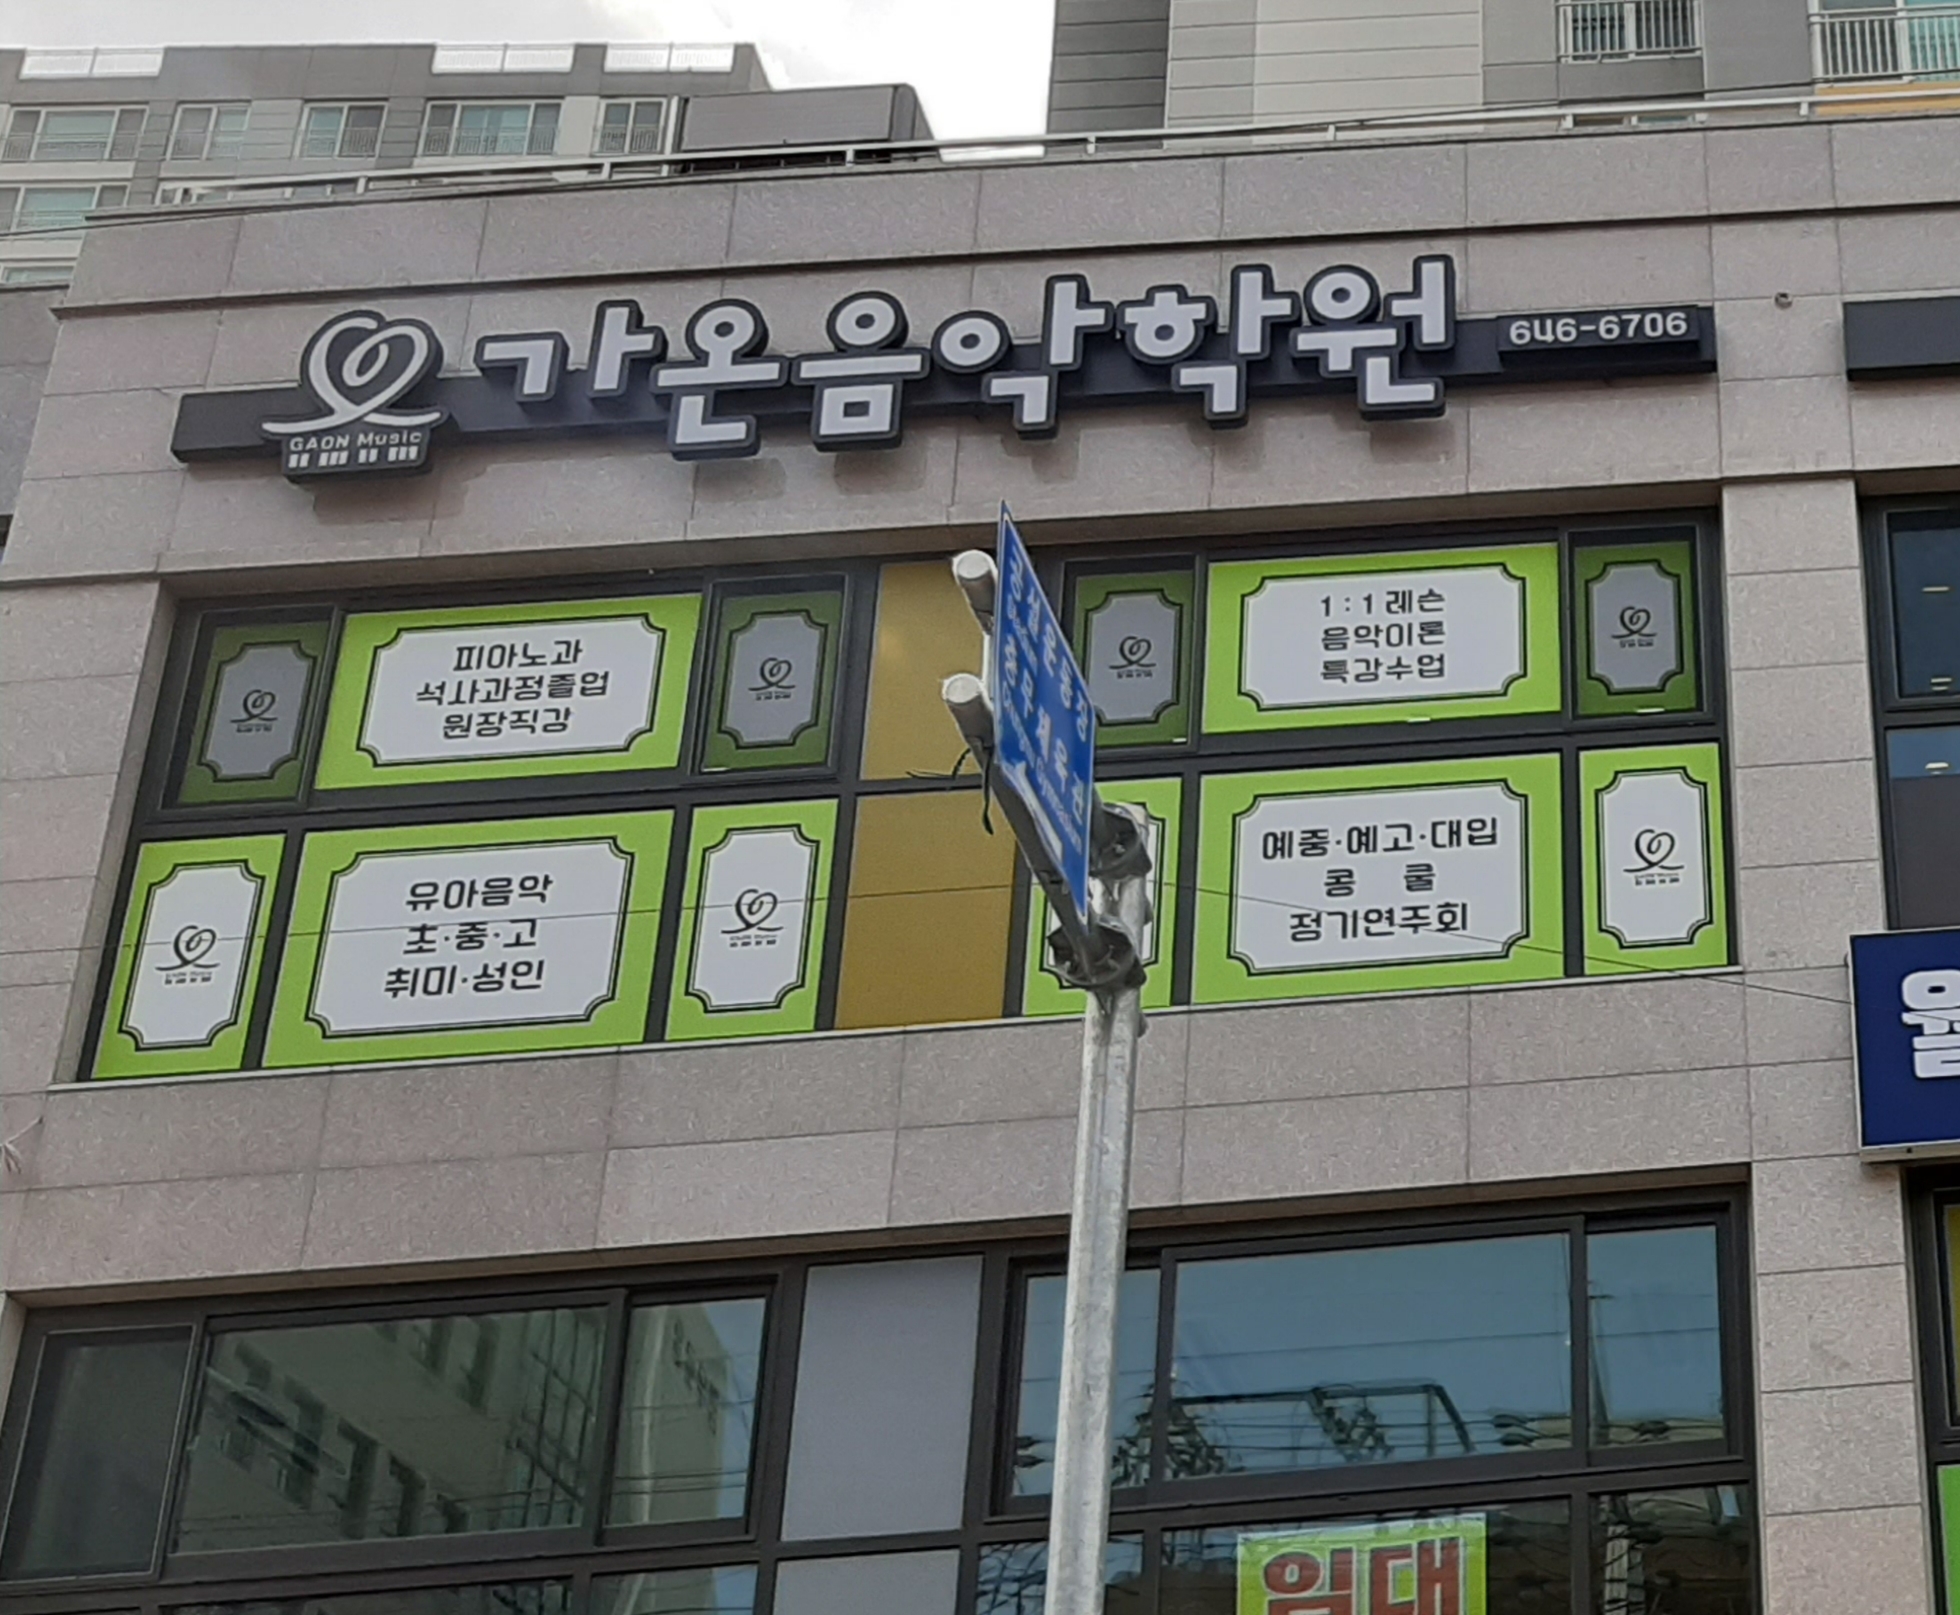 가온음악학원
646-6706
GAON Music
피아노과
석사과정졸업
원장직강
1:1레슨
음악이론
특강수업
유아음악
초·중·고
취미·성인
예중·예고·대입
콩 쿨
정기연주회
임대